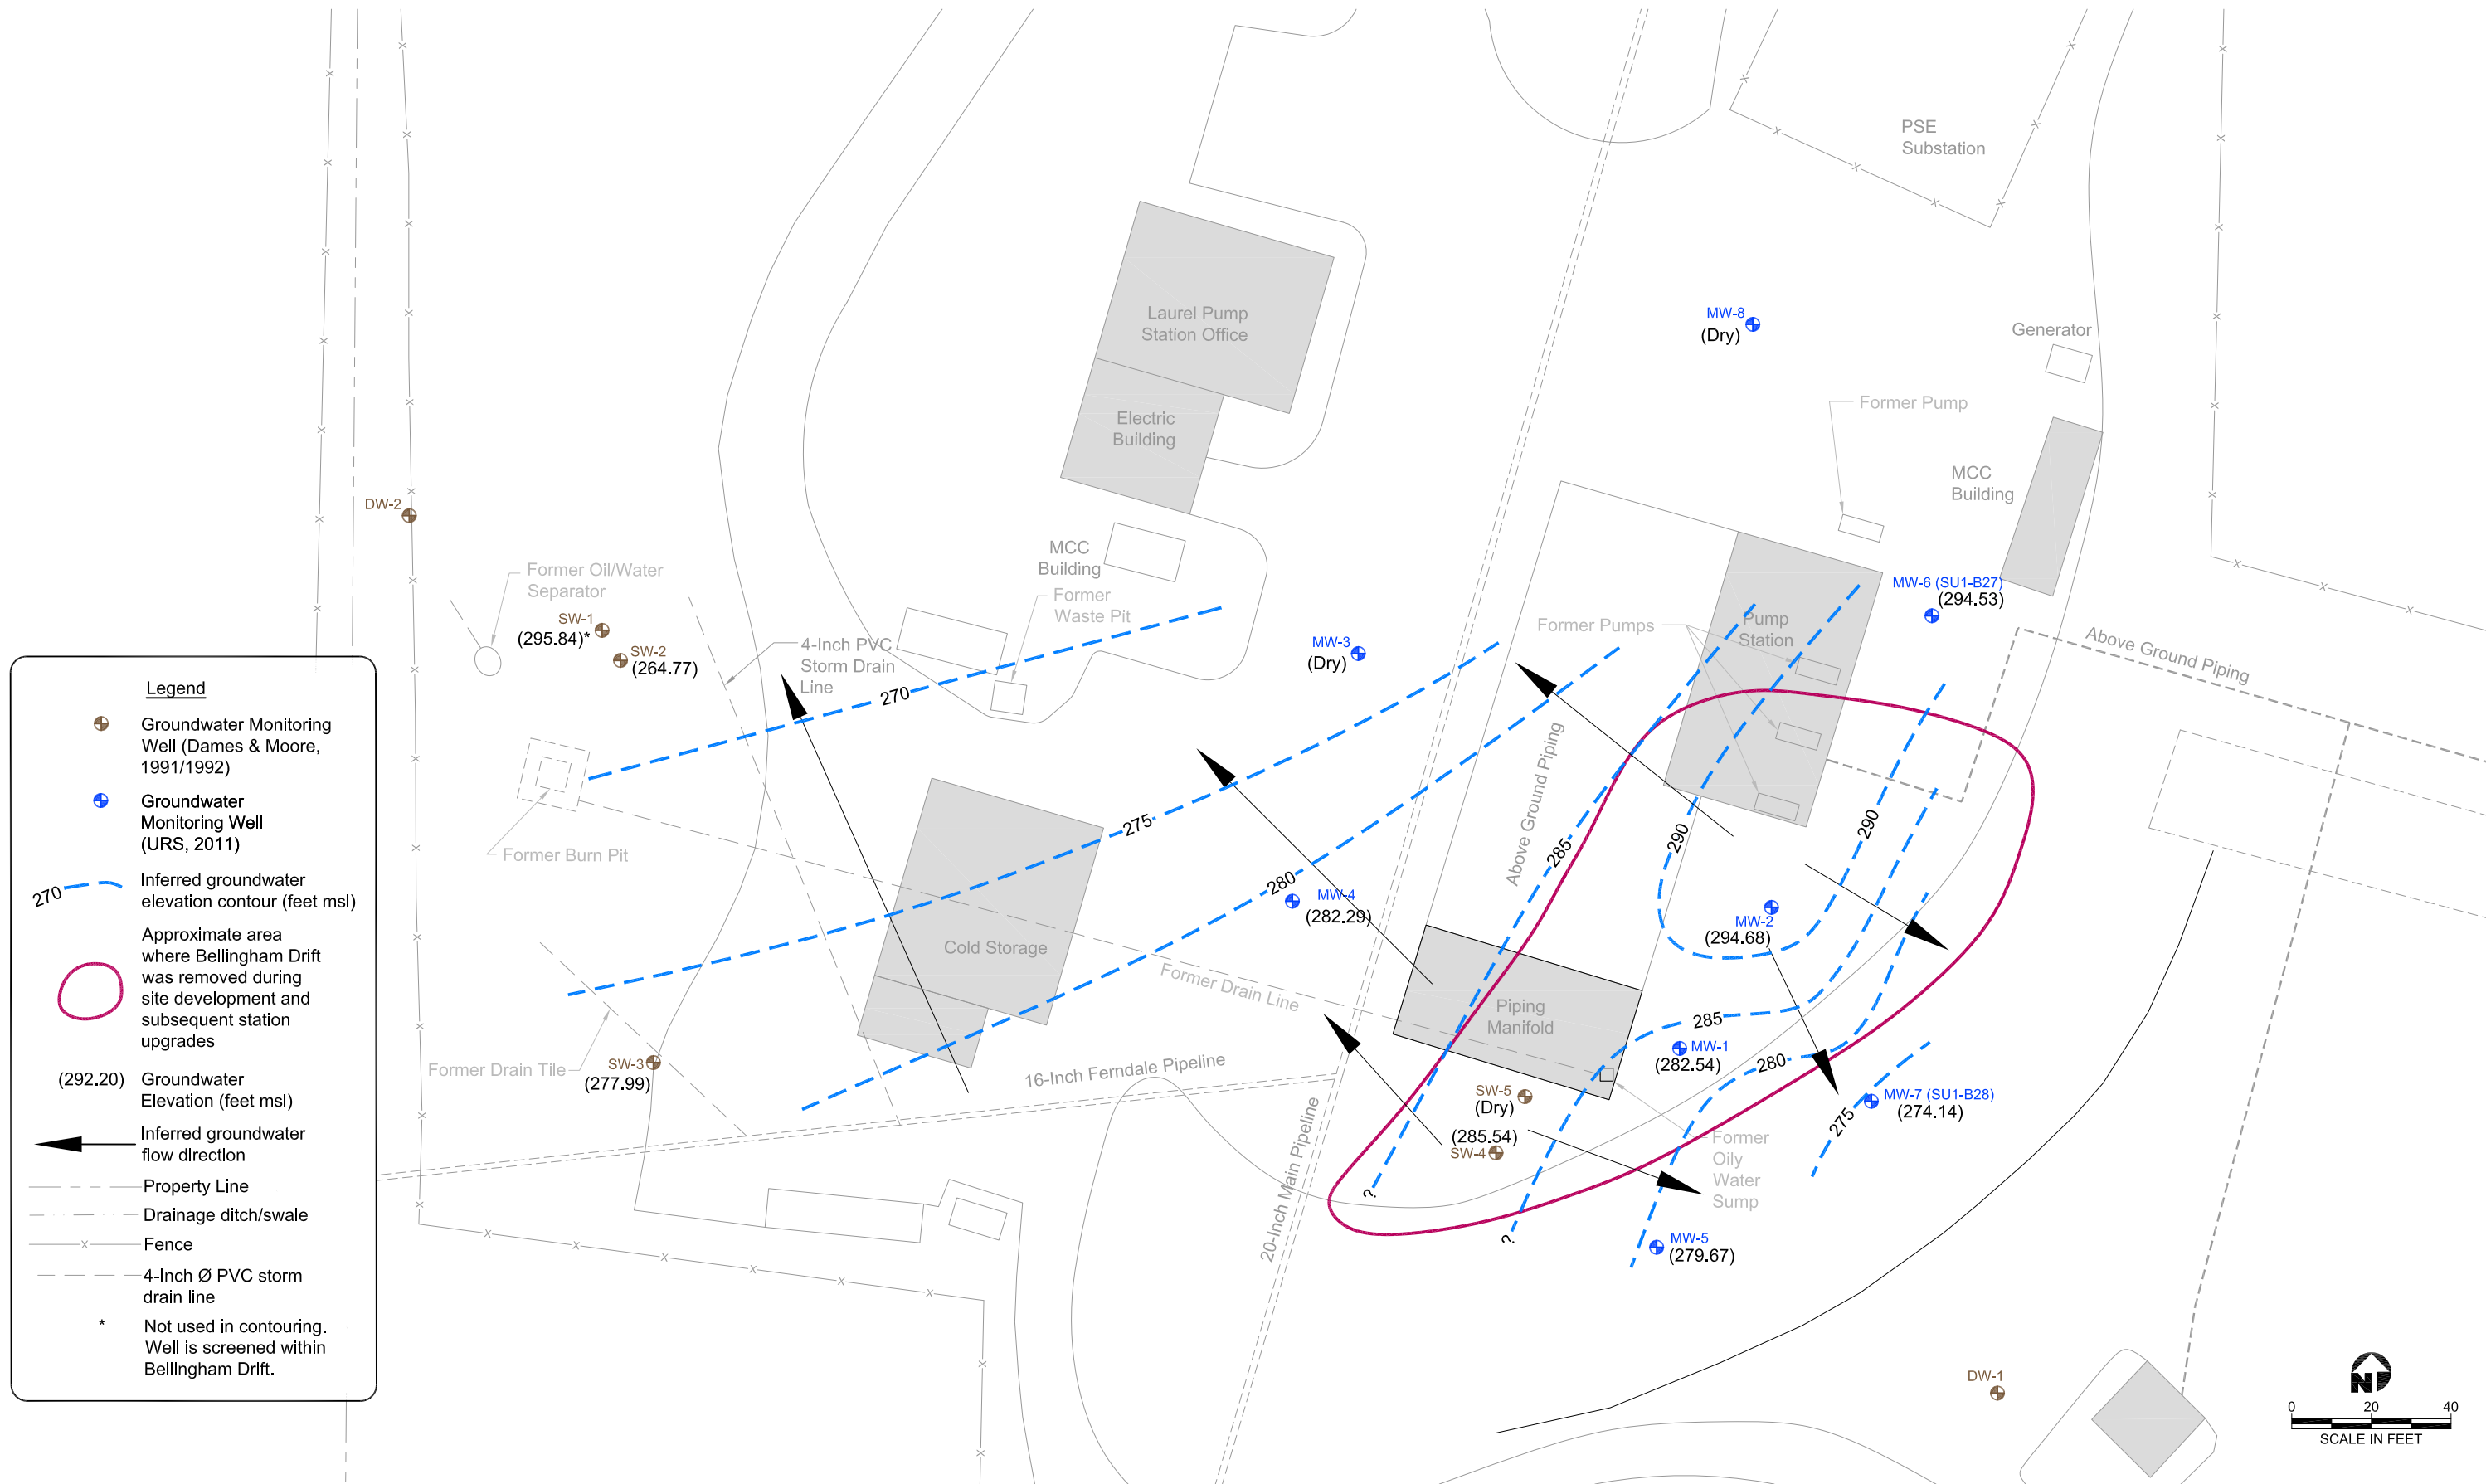 PSE
Substation
MW-8
(Dry)
Generator
Laurel Pump
Station Office
Former Pump
Electric
Building
MCC
Building
DW-2
MCC
Building
Former Oil/Water
Separator
SW-1
(295.84)*
SW-2
(264.77)
Former
Waste Pit
4-Inch PVC
Storm Drain
Line
270
MW-3
(Dry)
Former Pumps
Pump
Station
MW-6 (SU1-B27)
(294.53)
Above Ground Piping
Above Ground Piping
Former Burn Pit
275
280
285
290
290
MW-4
(282.29)
MW-2
(294.68)
Cold Storage
Former Drain Line
Piping
Manifold
285
MW-1
(282.54)
280
SW-3
(277.99)
Former Drain Tile
16-Inch Ferndale Pipeline
20-Inch Main Pipeline
SW-5
(Dry)
(285.54)
SW-4
MW-7 (SU1-B28)
(274.14)
275
Former
Oily
Water
Sump
?
?
MW-5
(279.67)
DW-1
Legend
Groundwater Monitoring
Well (Dames & Moore,
1991/1992)
Groundwater
Monitoring Well
(URS, 2011)
270
Inferred groundwater
elevation contour (feet msl)
Approximate area
where Bellingham Drift
was removed during
site development and
subsequent station
upgrades
(292.20) Groundwater
Elevation (feet msl)
Inferred groundwater
flow direction
Property Line
Drainage ditch/swale
x Fence
4-Inch Ø PVC storm
drain line
* Not used in contouring.
Well is screened within
Bellingham Drift.
N
0 20 40
SCALE IN FEET